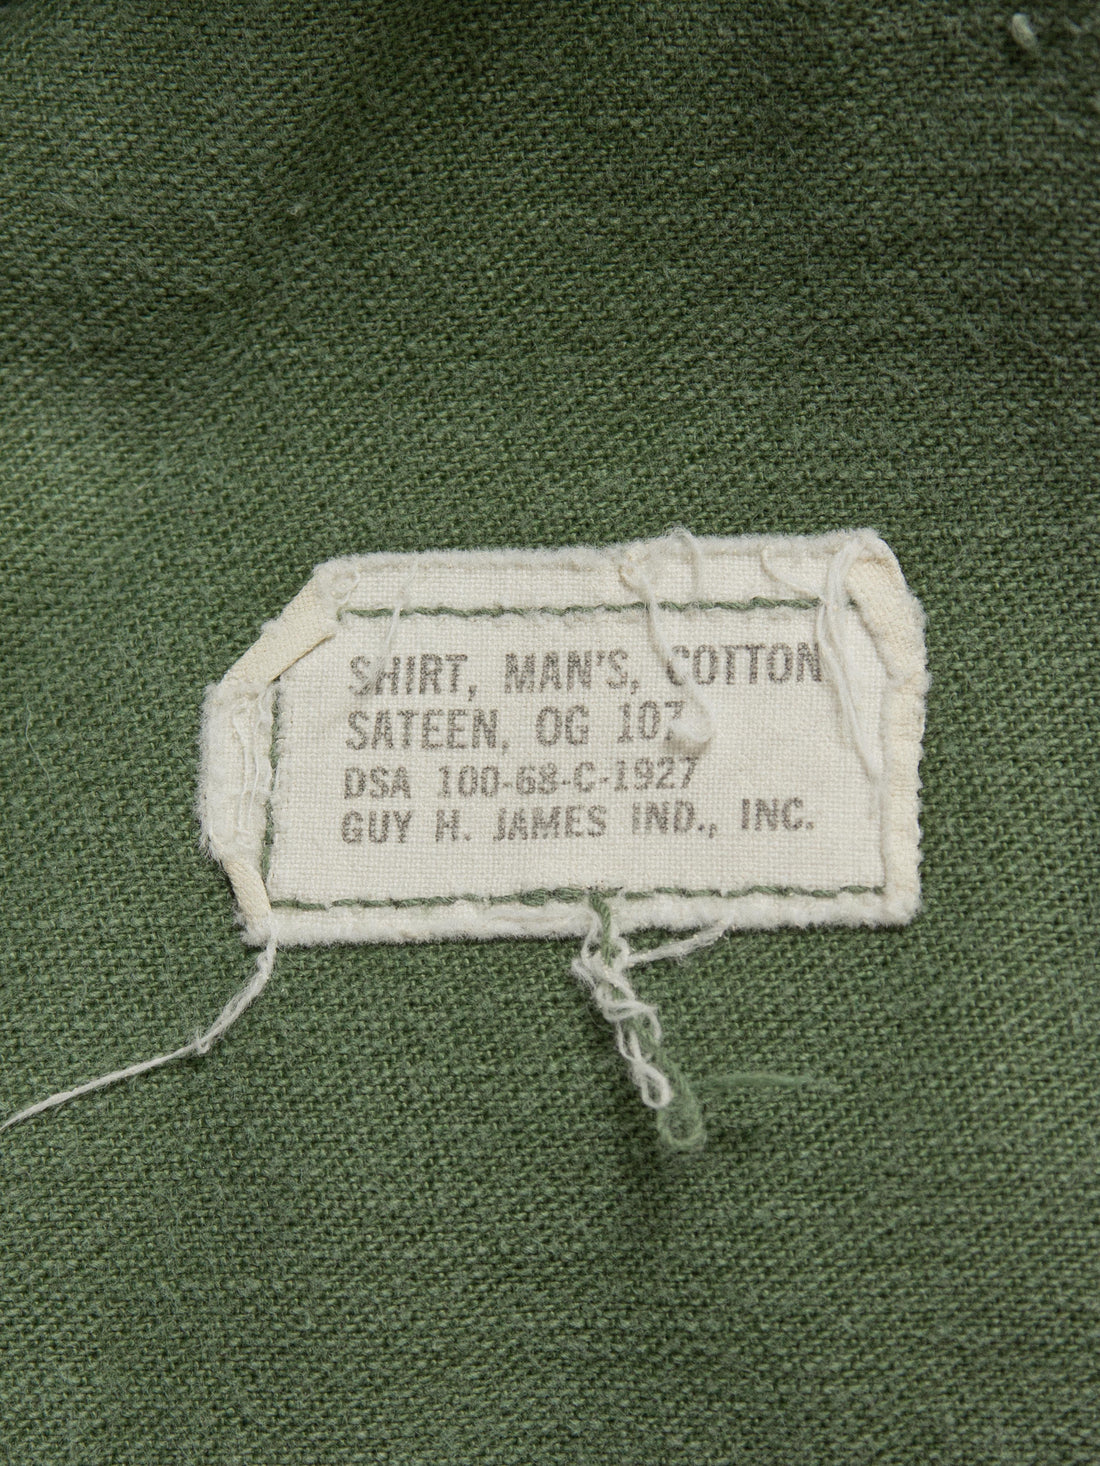 SHIRT, MAN'S, COTTON
SATEEN, OG 107
DSA 100-68-C-1927
GUY H. JAMES IND., INC.